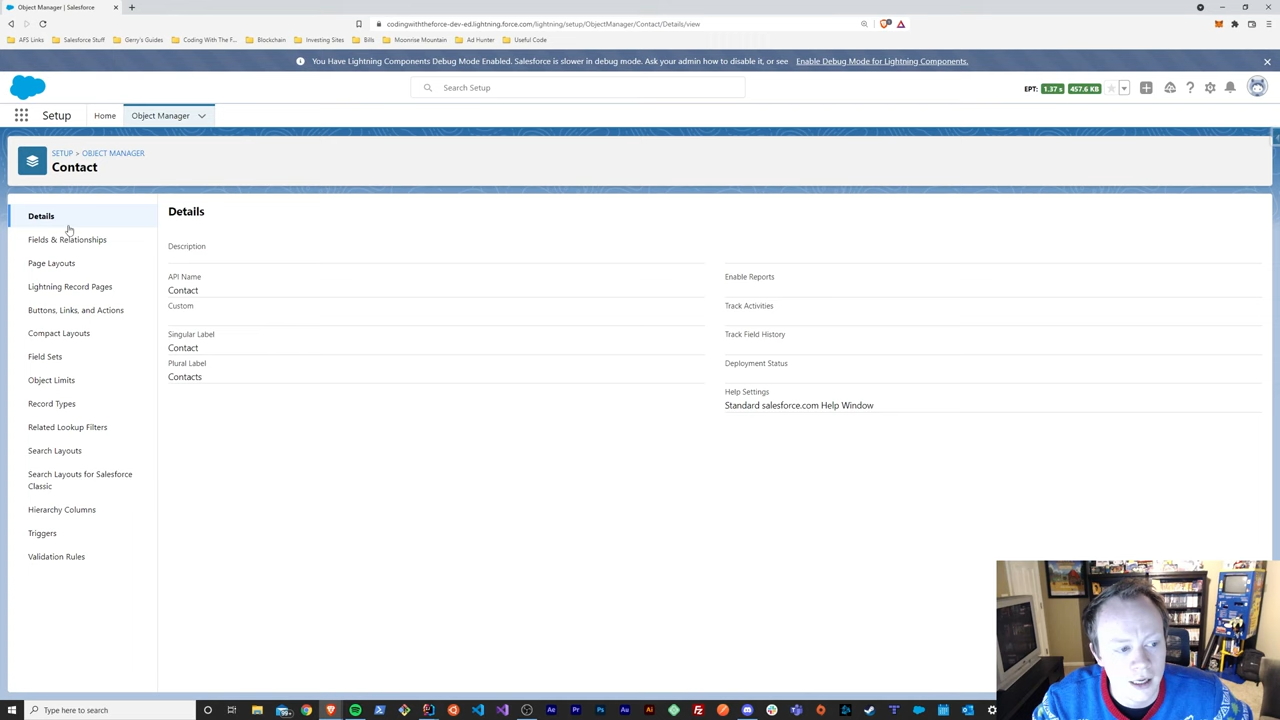 Object Manager | Salesforce
codingwiththeforce-dev-ed.lightning.force.com/lightning/setup/ObjectManager/Contact/Details/view
AFS Links
Salesforce Stuff
Gerry's Guides
Coding With The F...
Blockchain
Investing Sites
Bills
Moonrise Mountain
Ad Hunter
Useful Code
You Have Lightning Components Debug Mode Enabled. Salesforce is slower in debug mode. Ask your admin how to disable it, or see Enable Debug Mode for Lightning Components.
Search Setup
EPT: 1.37 s 457.6 KB
Setup
Home
Object Manager
SETUP > OBJECT MANAGER
Contact
Details
Fields & Relationships
Page Layouts
Lightning Record Pages
Buttons, Links, and Actions
Compact Layouts
Field Sets
Object Limits
Record Types
Related Lookup Filters
Search Layouts
Search Layouts for Salesforce
Classic
Hierarchy Columns
Triggers
Validation Rules
Details
Description
API Name
Contact
Custom
Singular Label
Contact
Plural Label
Contacts
Enable Reports
Track Activities
Track Field History
Deployment Status
Help Settings
Standard salesforce.com Help Window
Type here to search